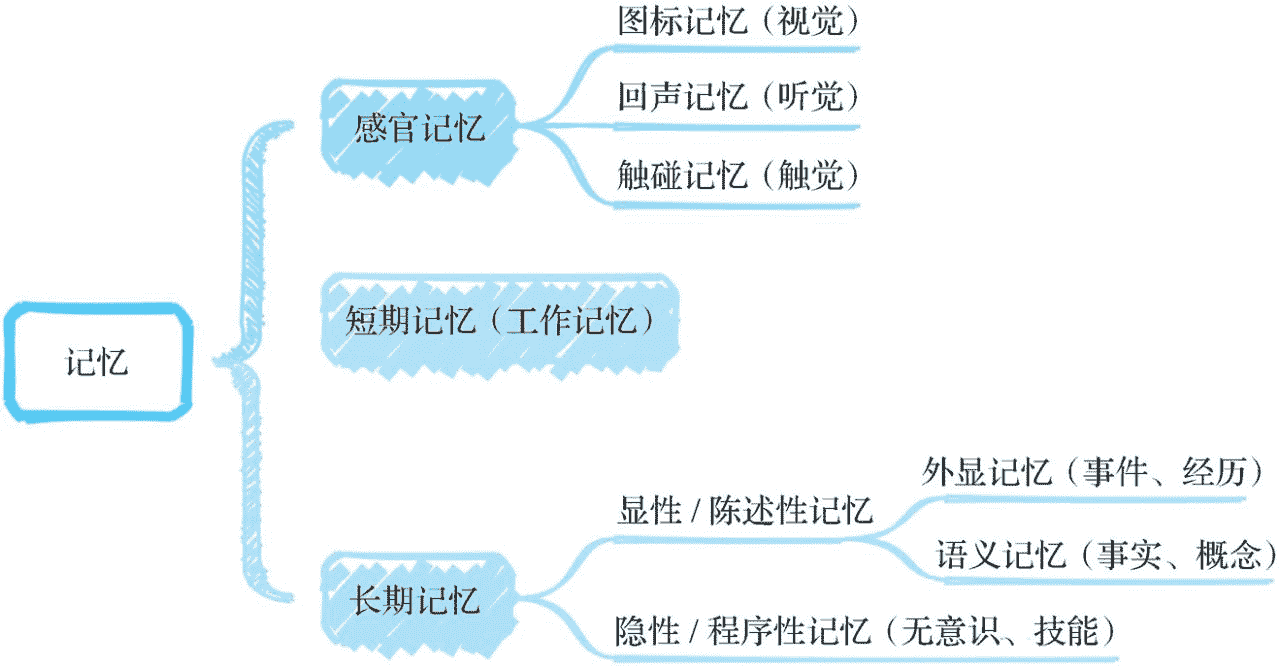 记忆
感官记忆
图标记忆（视觉）
回声记忆（听觉）
触碰记忆（触觉）
短期记忆（工作记忆）
长期记忆
显性 / 陈述性记忆
外显记忆（事件、经历）
语义记忆（事实、概念）
隐性 / 程序性记忆（无意识、技能）